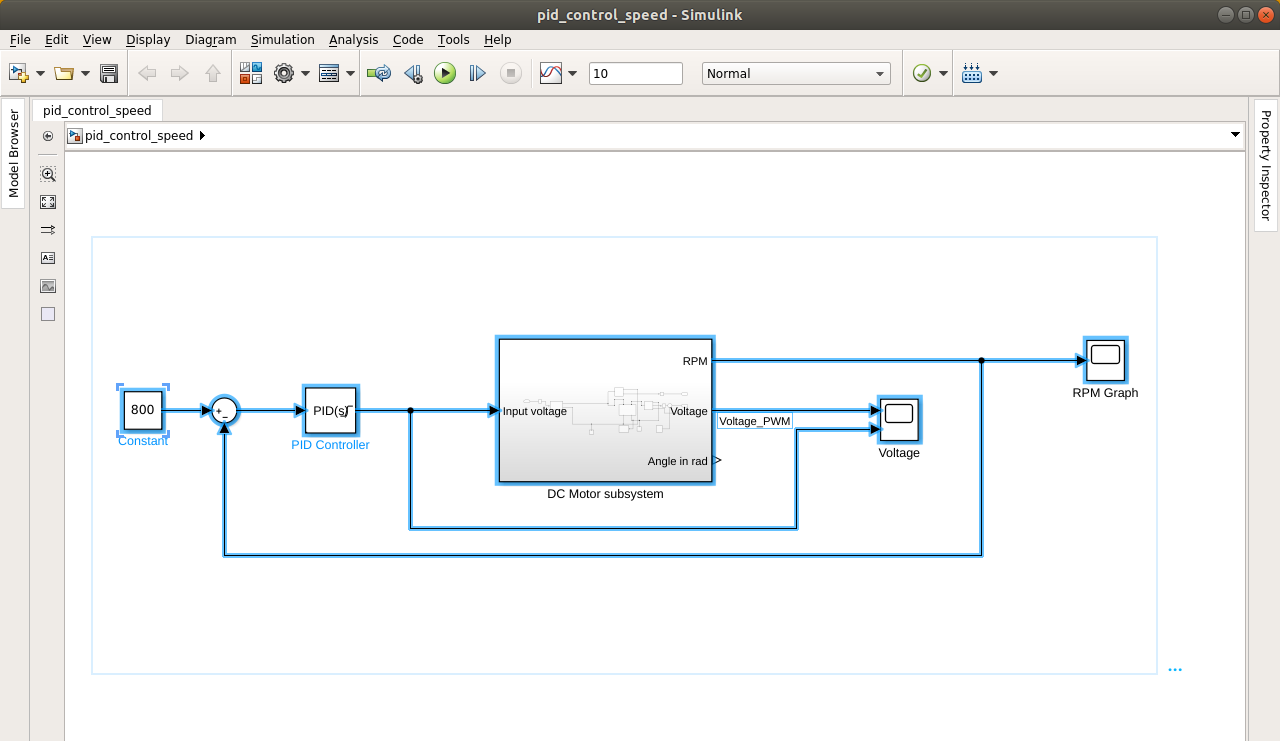 pid_control_speed - Simulink
File Edit View Display Diagram Simulation Analysis Code Tools Help
10 Normal
Model Browser
pid_control_speed
pid_control_speed
Property Inspector
RPM
RPM Graph
800
Constant
+
_
PID(s)
PID Controller
Input voltage
Voltage
Voltage_PWM
Angle in rad
Voltage
DC Motor subsystem
...